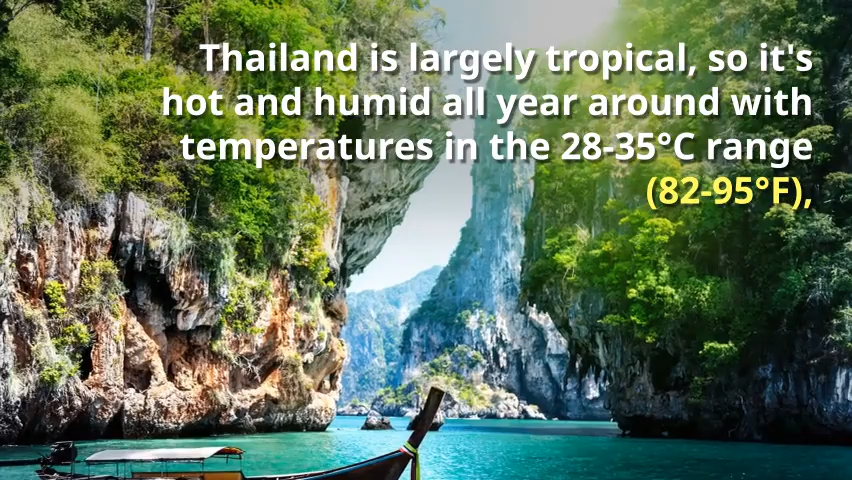 Thailand is largely tropical, so it's
hot and humid all year around with
temperatures in the 28-35°C range
(82-95°F),